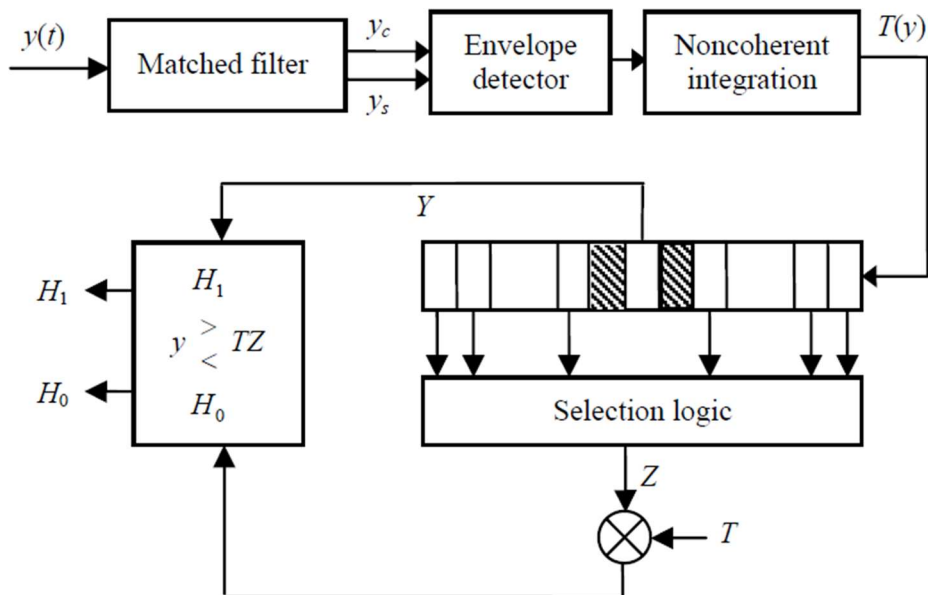 y(t)
Matched filter
y_c
y_s
Envelope
detector
Noncoherent
integration
T(y)
Y
H_1
H_0
H_1
y > < TZ
H_0
Selection logic
Z
T